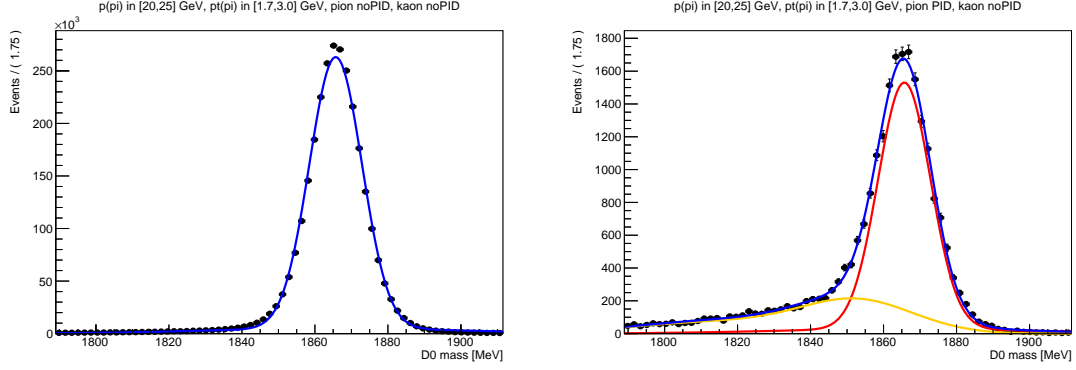 p(pi) in [20,25] GeV, pt(pi) in [1.7,3.0] GeV, pion noPID, kaon noPID
×10³
Events / ( 1.75 )
250
200
150
100
50
0
1800 1820 1840 1860 1880 1900
D0 mass [MeV]
p(pi) in [20,25] GeV, pt(pi) in [1.7,3.0] GeV, pion PID, kaon noPID
Events / ( 1.75 )
1800
1600
1400
1200
1000
800
600
400
200
0
1800 1820 1840 1860 1880 1900
D0 mass [MeV]